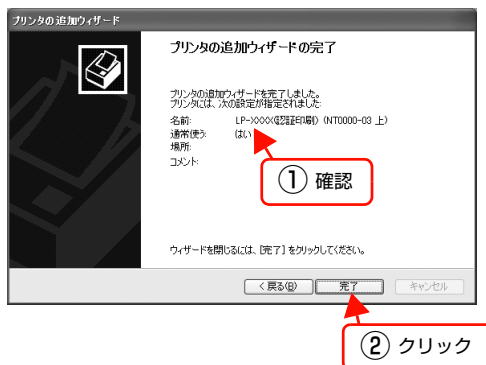 プリンタの追加ウィザード
プリンタの追加ウィザードの完了
プリンタの追加ウィザードを完了しました。
プリンタには、次の設定が指定されました:
名前: LP-XXXX(認証印刷) (NT0000-03 上)
通常使う: はい
場所:
コメント:
① 確認
ウィザードを閉じるには、[完了] をクリックしてください。
< 戻る(B) 完了 キャンセル
② クリック